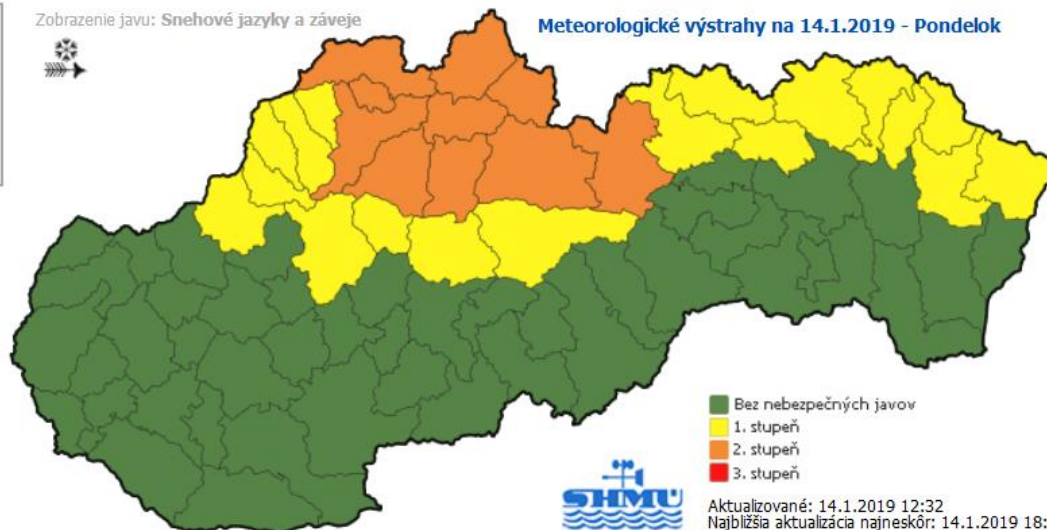 Zobrazenie javu: Snehové jazyky a záveje
Meteorologické výstrahy na 14.1.2019 - Pondelok
Bez nebezpečných javov
1. stupeň
2. stupeň
3. stupeň
SHMÚ
Aktualizované: 14.1.2019 12:32
Najbližšia aktualizácia najneskôr: 14.1.2019 18: